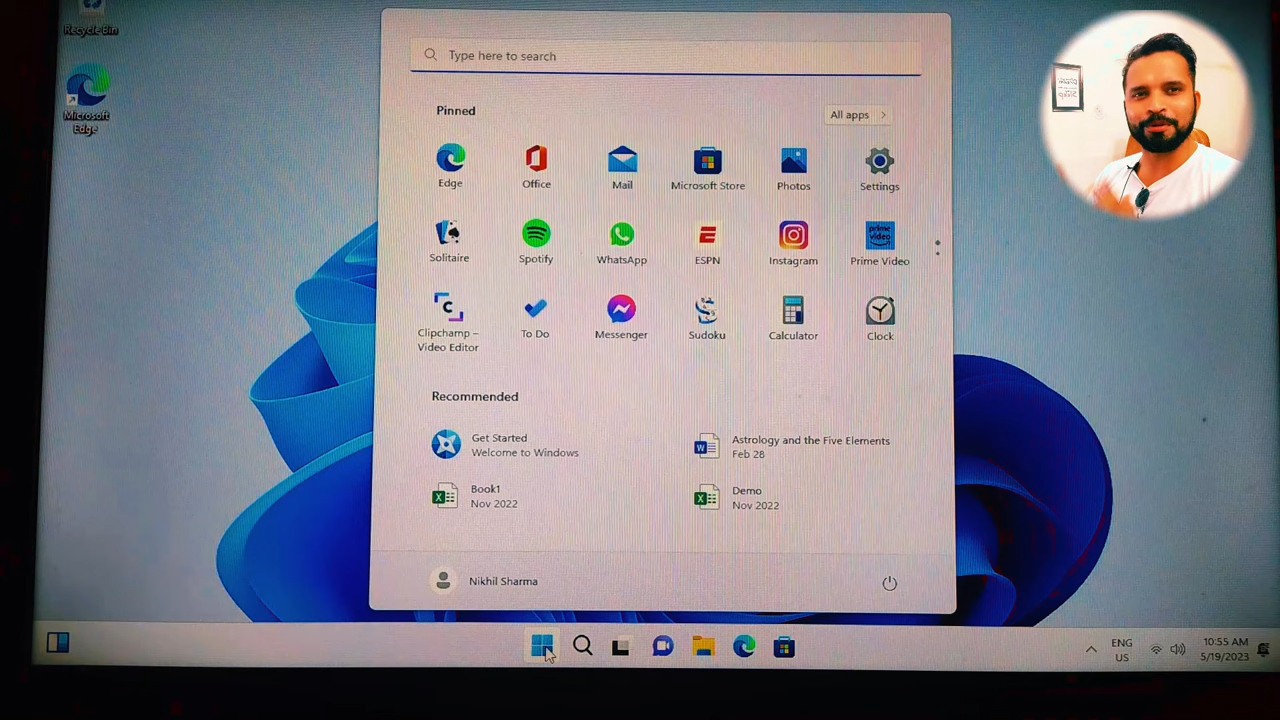 Recycle Bin
Microsoft
Edge
Type here to search
Pinned
All apps
Edge
Office
Mail
Microsoft Store
Photos
Settings
Solitaire
Spotify
WhatsApp
ESPN
Instagram
prime
video
Prime Video
Clipchamp –
Video Editor
To Do
Messenger
Sudoku
Calculator
Clock
Recommended
Get Started
Welcome to Windows
Astrology and the Five Elements
Feb 28
Book1
Nov 2022
Demo
Nov 2022
Nikhil Sharma
ENG
US
10:55 AM
5/19/2023